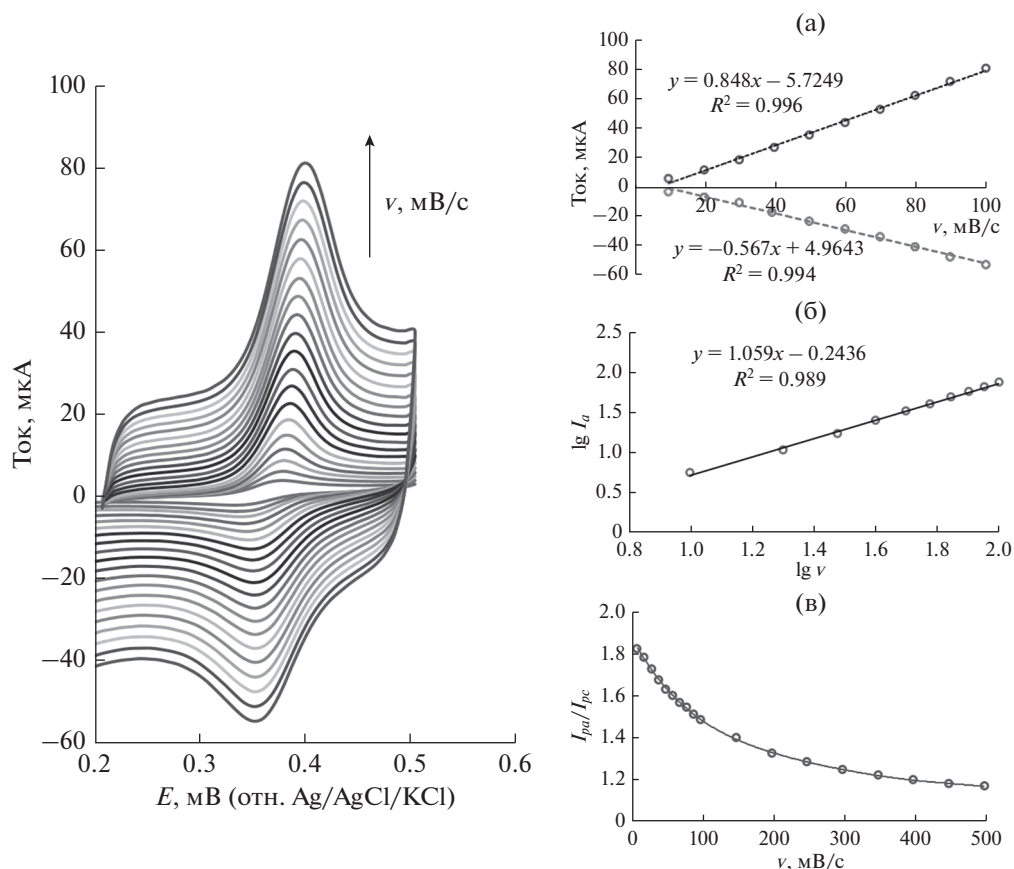 100
80
60
40
20
0
−20
−40
−60
Ток, мкА
v, мВ/с
0.2
0.3
0.4
0.5
0.6
E, мВ (отн. Ag/AgCl/KCl)
(а)
100
80
60
40
20
0
−20
−40
−60
Ток, мкА
y = 0.848x − 5.7249
R² = 0.996
20
40
60
80
100
v, мВ/с
y = −0.567x + 4.9643
R² = 0.994
(б)
2.5
2.0
1.5
1.0
0.5
0
lg Ia
y = 1.059x − 0.2436
R² = 0.989
0.8
1.0
1.2
1.4
1.6
1.8
2.0
lg v
(в)
2.0
1.8
1.6
1.4
1.2
1.0
Ipa/Ipc
0
100
200
300
400
500
v, мВ/с